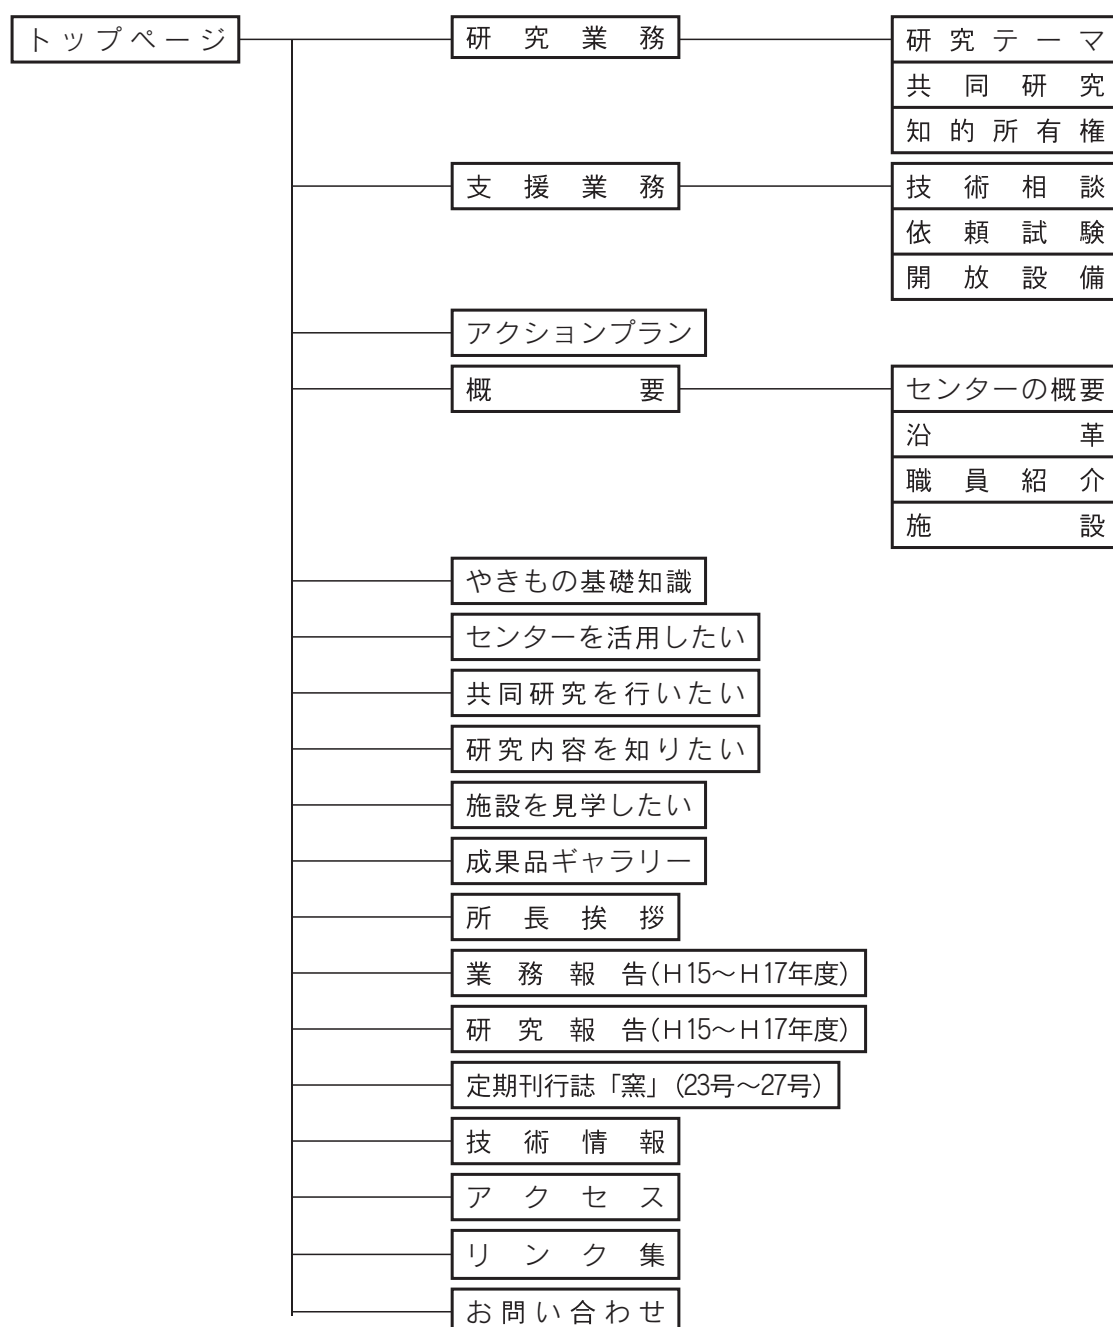 トップページ
研究業務
研究テーマ
共同研究
知的所有権
支援業務
技術相談
依頼試験
開放設備
アクションプラン
概要
センターの概要
沿革
職員紹介
施設
やきもの基礎知識
センターを活用したい
共同研究を行いたい
研究内容を知りたい
施設を見学したい
成果品ギャラリー
所長挨拶
業務報告(H15～H17年度)
研究報告(H15～H17年度)
定期刊行誌「窯」(23号～27号)
技術情報
アクセス
リンク集
お問い合わせ